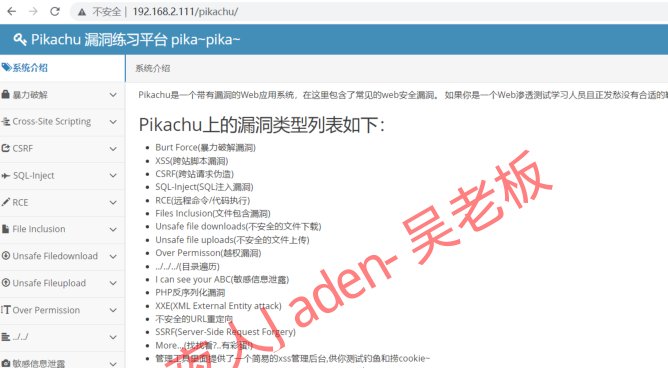 不安全 | 192.168.2.111/pikachu/
Pikachu 漏洞练习平台 pika~pika~
系统介绍
暴力破解
Cross-Site Scripting
CSRF
SQL-Inject
RCE
File Inclusion
Unsafe Filedownload
Unsafe Fileupload
Over Permission
../../
敏感信息泄露
系统介绍
Pikachu是一个带有漏洞的Web应用系统，在这里包含了常见的web安全漏洞。 如果你是一个Web渗透测试学习人员且正发愁没有合适的
Pikachu上的漏洞类型列表如下：
Burt Force(暴力破解漏洞)
XSS(跨站脚本漏洞)
CSRF(跨站请求伪造)
SQL-Inject(SQL注入漏洞)
RCE(远程命令/代码执行)
Files Inclusion(文件包含漏洞)
Unsafe file downloads(不安全的文件下载)
Unsafe file uploads(不安全的文件上传)
Over Permisson(越权漏洞)
../../../(目录遍历)
I can see your ABC(敏感信息泄露)
PHP反序列化漏洞
XXE(XML External Entity attack)
不安全的URL重定向
SSRF(Server-Side Request Forgery)
More...(找找看?..有彩蛋!)
管理工具里面提供了一个简易的xss管理后台,供你测试钓鱼和捞cookie~
人J aden- 吴老板